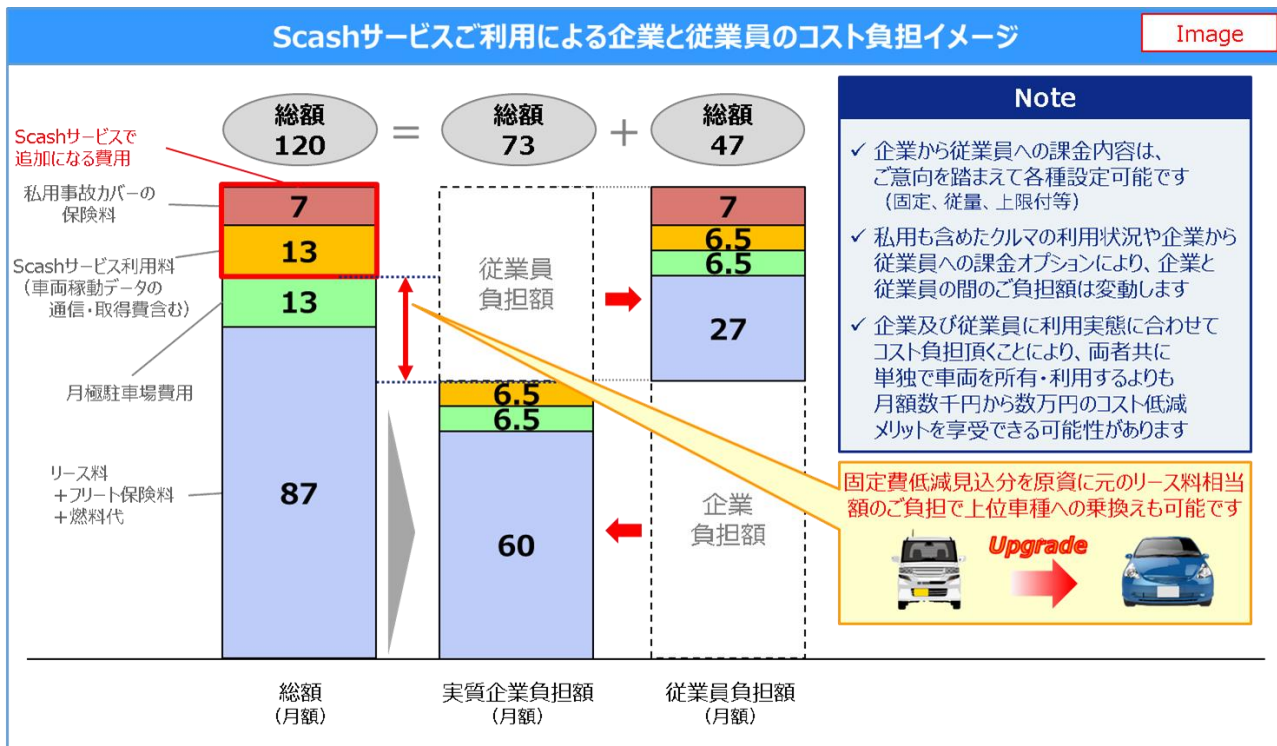 Scashサービスご利用による企業と従業員のコスト負担イメージ
Image
総額
120
=
総額
73
+
総額
47
Scashサービスで
追加になる費用
私用事故カバーの
保険料
Scashサービス利用料
（車両稼動データの
通信・取得費含む）
月極駐車場費用
リース料
＋フリート保険料
＋燃料代
7
13
13
87
従業員
負担額
6.5
6.5
60
7
6.5
6.5
27
企業
負担額
総額
（月額）
実質企業負担額
（月額）
従業員負担額
（月額）
Note
✓ 企業から従業員への課金内容は、
ご意向を踏まえて各種設定可能です
（固定、従量、上限付等）
✓ 私用も含めたクルマの利用状況や企業から
従業員への課金オプションにより、企業と
従業員の間のご負担額は変動します
✓ 企業及び従業員に利用実態に合わせて
コスト負担頂くことにより、両者共に
単独で車両を所有・利用するよりも
月額数千円から数万円のコスト低減
メリットを享受できる可能性があります
固定費低減見込分を原資に元のリース料相当
額のご負担で上位車種への乗換えも可能です
Upgrade